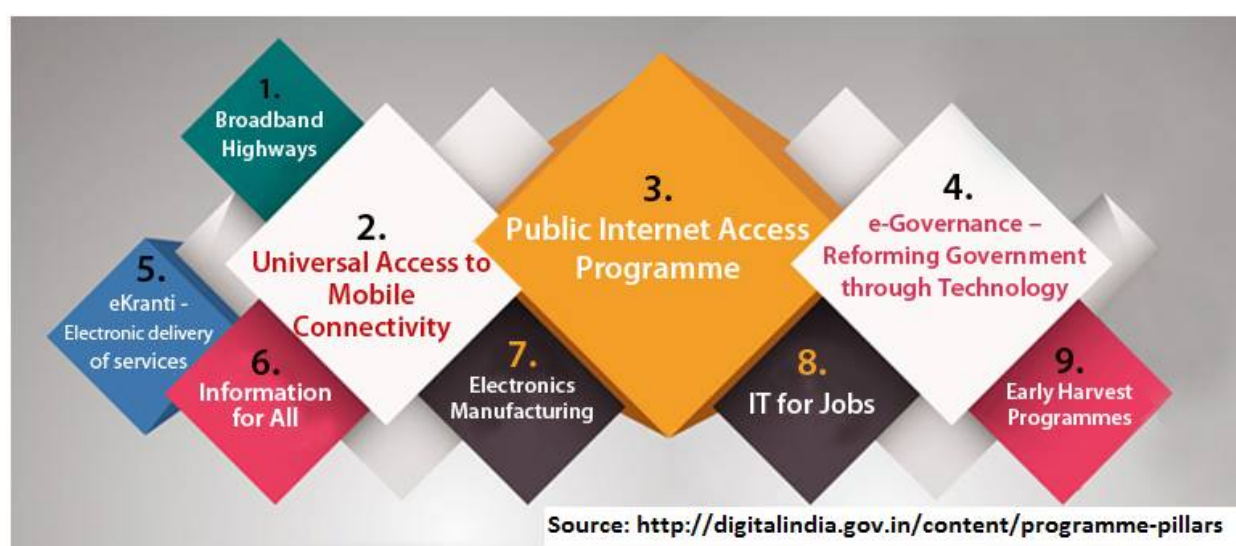 1.
Broadband
Highways
2.
Universal Access to
Mobile
Connectivity
3.
Public Internet Access
Programme
4.
e-Governance –
Reforming Government
through Technology
5.
eKranti -
Electronic delivery
of services
6.
Information
for All
7.
Electronics
Manufacturing
8.
IT for Jobs
9.
Early Harvest
Programmes
Source: http://digitalindia.gov.in/content/programme-pillars